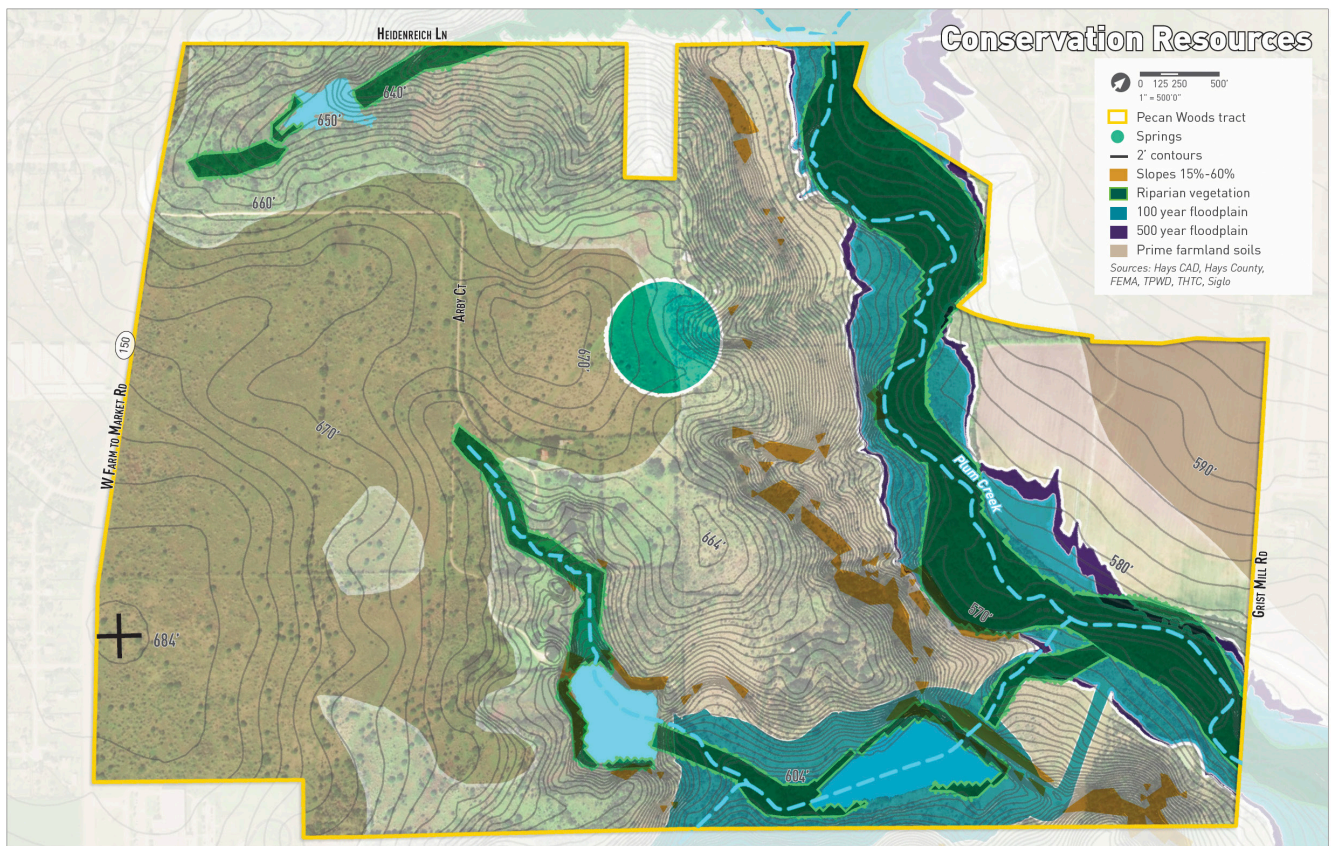 Heidenreich Ln
Conservation Resources
0 125 250 500'
1" = 500'0"
Pecan Woods tract
Springs
2' contours
Slopes 15%-60%
Riparian vegetation
100 year floodplain
500 year floodplain
Prime farmland soils
Sources: Hays CAD, Hays County,
FEMA, TPWD, THTC, Siglo
640'
650'
660'
Arby Ct
150
670'
W Farm to Market Rd
670'
Plum Creek
590'
664'
580'
Grist Mill Rd
570'
684'
604'